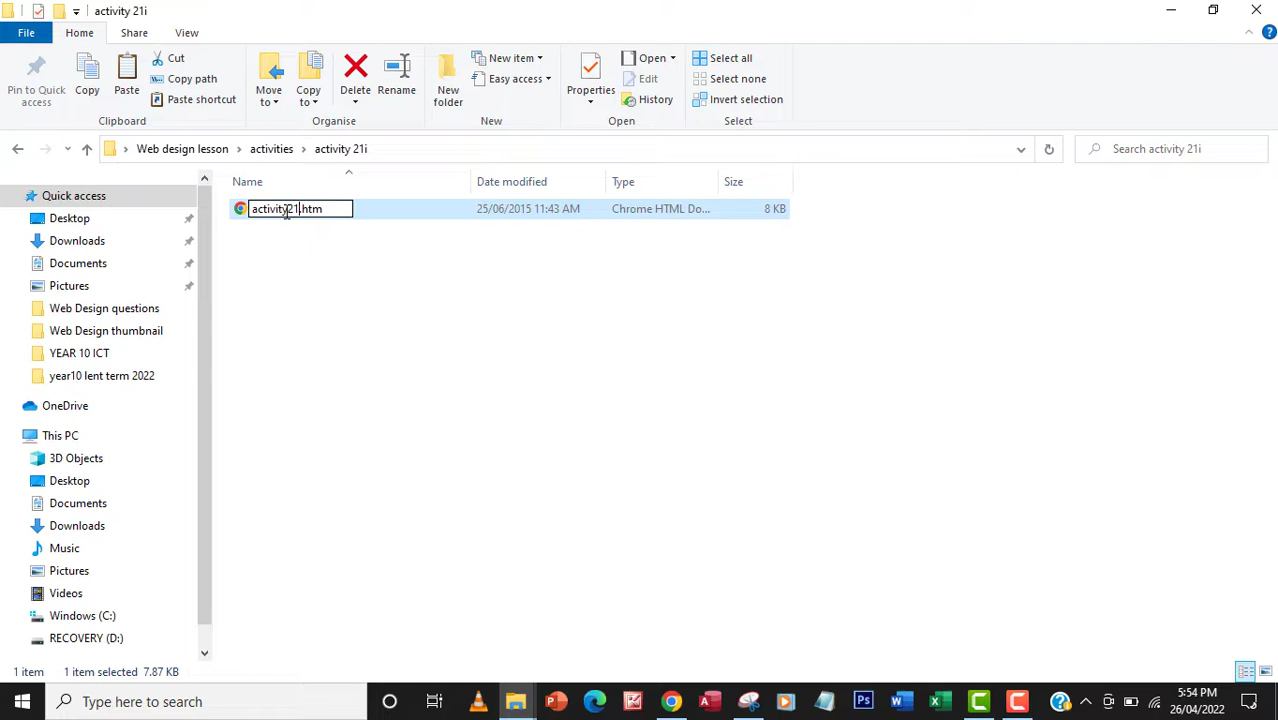 activity 21i
File
Home
Share
View
Pin to Quick access
Copy
Paste
Cut
Copy path
Paste shortcut
Clipboard
Move to
Copy to
Delete
Rename
Organise
New folder
New item
Easy access
New
Properties
Open
Edit
History
Open
Select all
Select none
Invert selection
Select
Web design lesson
activities
activity 21i
Search activity 21i
Name
Date modified
Type
Size
activity21.htm
25/06/2015 11:43 AM
Chrome HTML Do...
8 KB
Quick access
Desktop
Downloads
Documents
Pictures
Web Design questions
Web Design thumbnail
YEAR 10 ICT
year10 lent term 2022
OneDrive
This PC
3D Objects
Desktop
Documents
Downloads
Music
Pictures
Videos
Windows (C:)
RECOVERY (D:)
1 item
1 item selected 7.87 KB
Type here to search
5:54 PM
26/04/2022